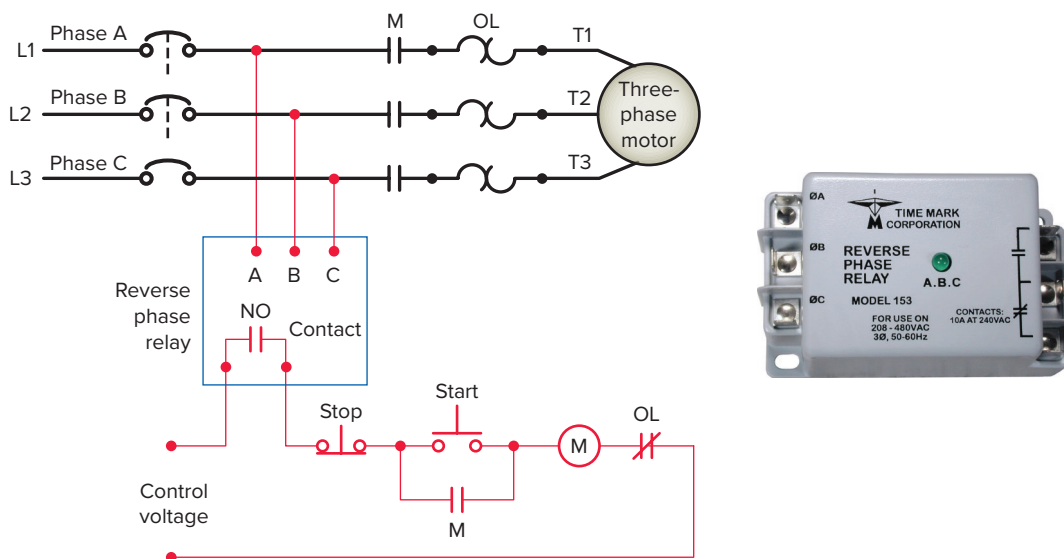 L1
Phase A
M
OL
T1
L2
Phase B
T2
Three-
phase
motor
L3
Phase C
T3
A
B
C
Reverse
phase
relay
NO
Contact
Stop
Start
M
OL
M
Control
voltage
ØA
TIME MARK
CORPORATION
ØB
REVERSE
PHASE
RELAY
A.B.C
ØC
MODEL 153
FOR USE ON
208 - 480VAC
3Ø, 50-60Hz
CONTACTS:
10A AT 240VAC